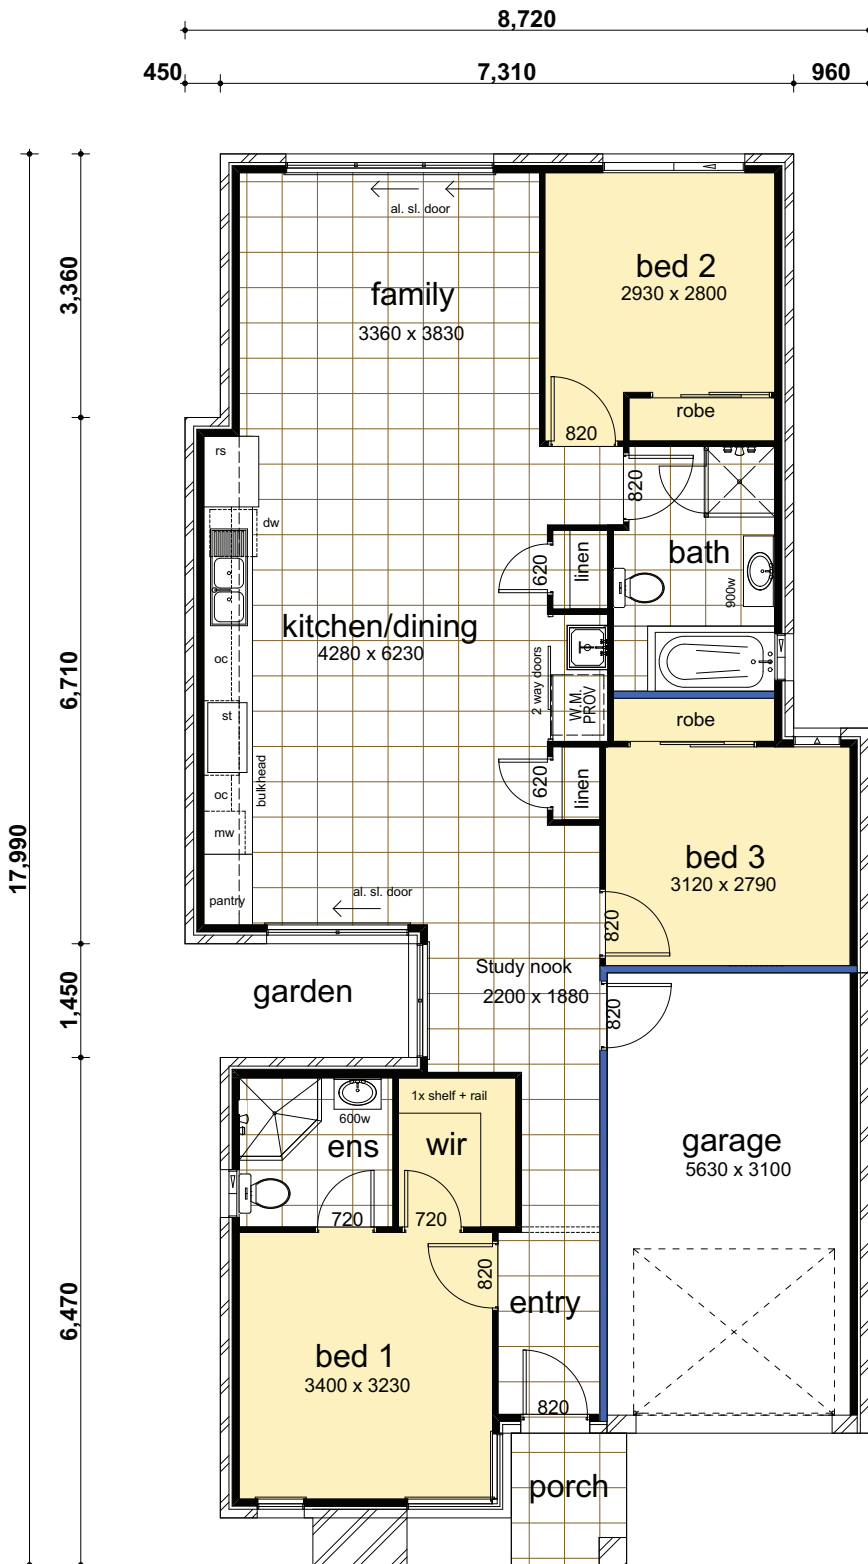 8,720
450
7,310
960
3,360
6,710
17,990
1,450
6,470
al. sl. door
family
3360 x 3830
bed 2
2930 x 2800
robe
820
rs
820
dw
bath
linen
620
900w
kitchen/dining
4280 x 6230
oc
2 way doors
W.M.
PROV
st
robe
bulkhead
oc
620
linen
mw
bed 3
3120 x 2790
pantry
al. sl. door
820
Study nook
2200 x 1880
garden
820
1x shelf + rail
600w
ens
wir
garage
5630 x 3100
720
720
820
entry
bed 1
3400 x 3230
820
porch